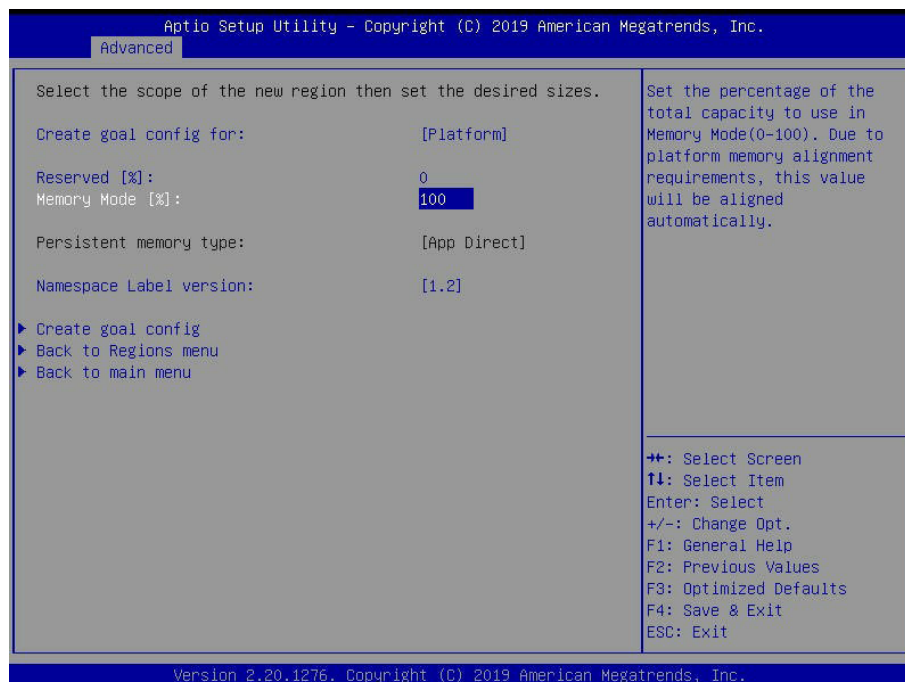 Aptio Setup Utility – Copyright (C) 2019 American Megatrends, Inc.
Advanced
Select the scope of the new region then set the desired sizes.
Create goal config for: [Platform]
Reserved [%]: 0
Memory Mode [%]: 100
Persistent memory type: [App Direct]
Namespace Label version: [1.2]
Create goal config
Back to Regions menu
Back to main menu
Set the percentage of the
total capacity to use in
Memory Mode(0-100). Due to
platform memory alignment
requirements, this value
will be aligned
automatically.
→←: Select Screen
↑↓: Select Item
Enter: Select
+/-: Change Opt.
F1: General Help
F2: Previous Values
F3: Optimized Defaults
F4: Save & Exit
ESC: Exit
Version 2.20.1276. Copyright (C) 2019 American Megatrends, Inc.